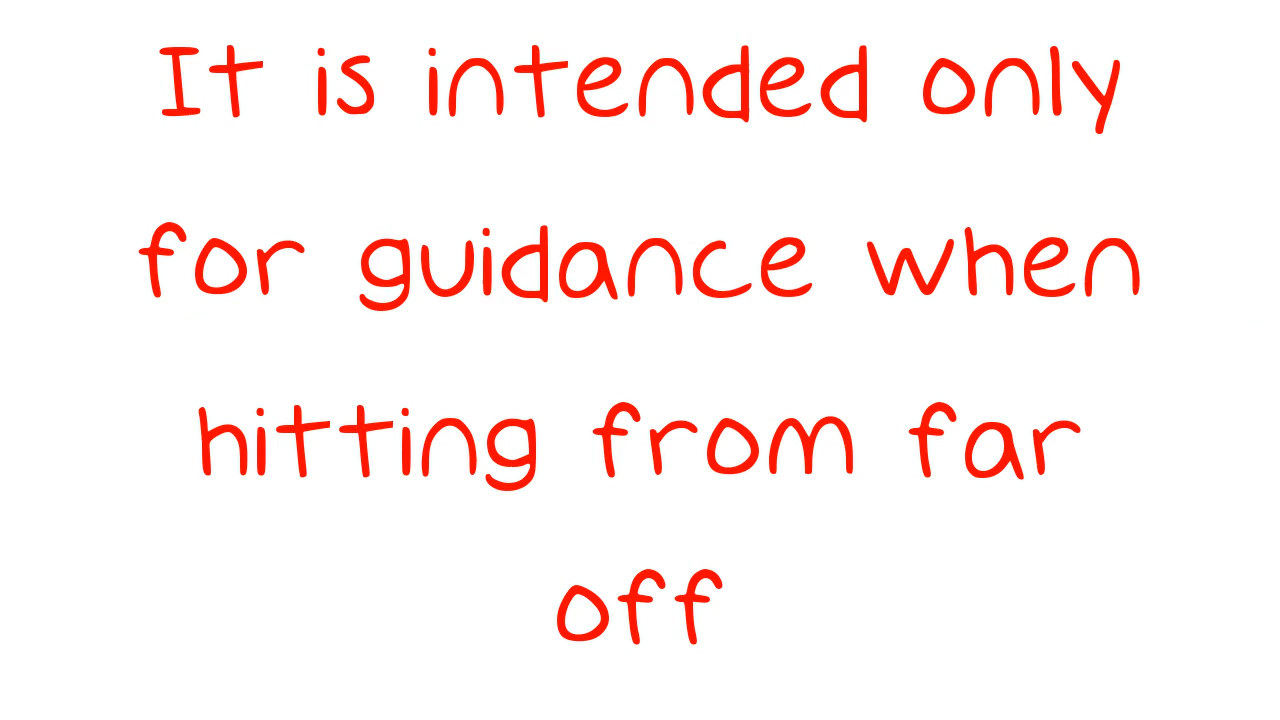 It is intended only
for guidance when
hitting from far
off